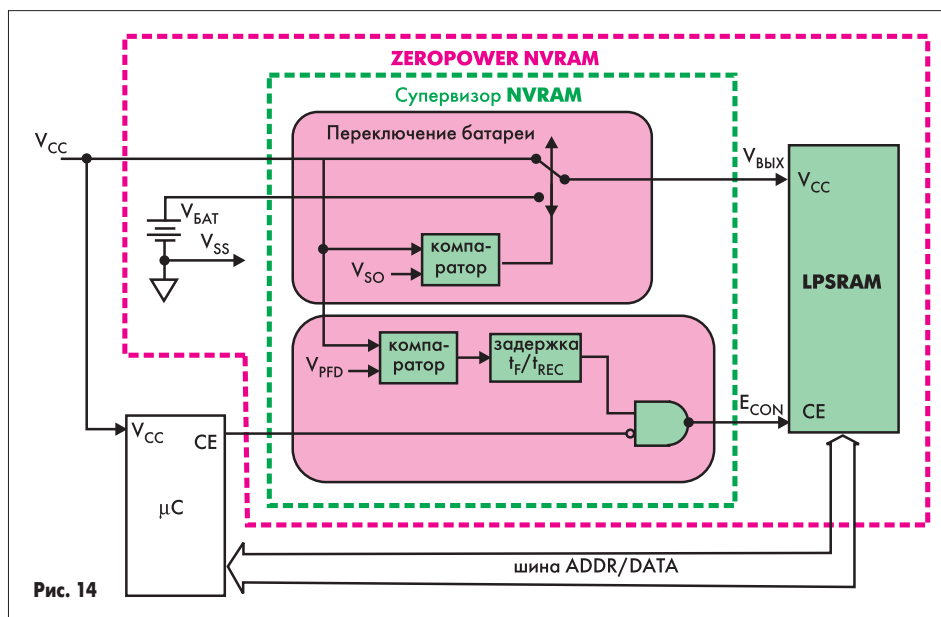 ZEROPOWER NVRAM
Супервизор NVRAM
Переключение батареи
VCC
VВЫХ
VCC
VБАТ
VSS
компа-
ратор
VSO
LPSRAM
компа-
ратор
задержка
tF/tREC
VPFD
ECON
CE
VCC
CE
μC
шина ADDR/DATA
Рис. 14